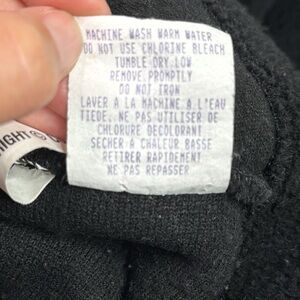 MACHINE WASH WARM WATER
DO NOT USE CHLORINE BLEACH
TUMBLE DRY LOW
REMOVE PROMPTLY
DO NOT IRON
LAVER A LA MACHINE A L'EAU
TIEDE. NE PAS UTILISER DE
CHLORURE DECOLORANT
SECHER A CHALEUR BASSE
RETIRER RAPIDEMENT
NE PAS REPASSER